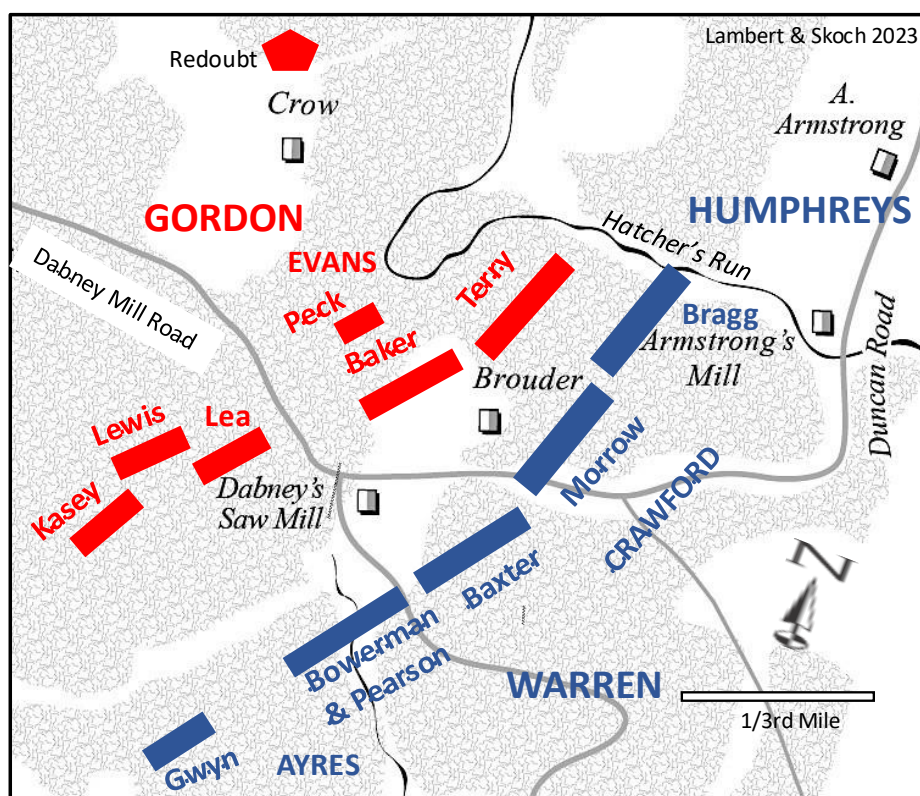 Lambert & Skoch 2023
Redoubt
Crow
A.
Armstrong
GORDON
HUMPHREYS
Hatcher's Run
EVANS
Dabney Mill Road
Peck
Terry
Baker
Bragg
Armstrong's
Mill
Brouder
Duncan Road
Lewis
Lea
Kasey
Dabney's
Saw Mill
Morrow
CRAWFORD
N
Baxter
Bowerman
& Pearson
WARREN
1/3rd Mile
Gwyn
AYRES